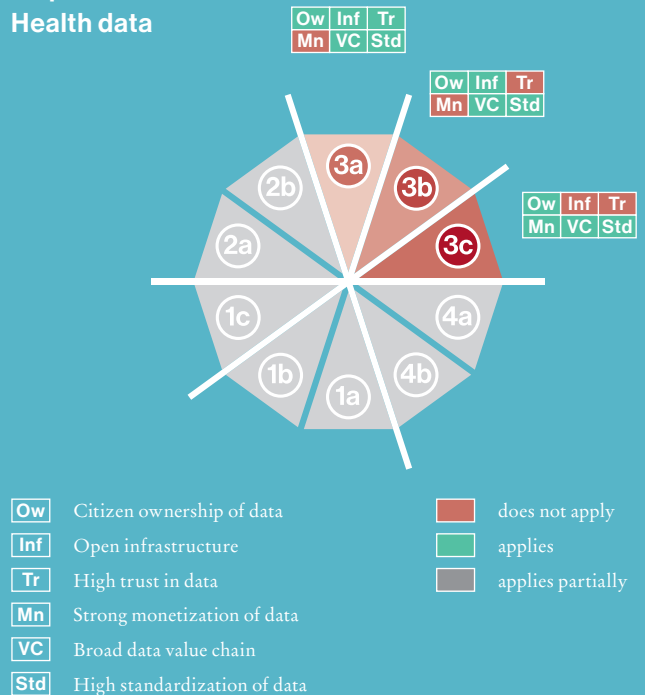 Health data
Ow Inf Tr
Mn VC Std
Ow Inf Tr
Mn VC Std
Ow Inf Tr
Mn VC Std
3a
3b
3c
2b
2a
1c
1b
1a
4b
4a
Ow Citizen ownership of data
Inf Open infrastructure
Tr High trust in data
Mn Strong monetization of data
VC Broad data value chain
Std High standardization of data
does not apply
applies
applies partially